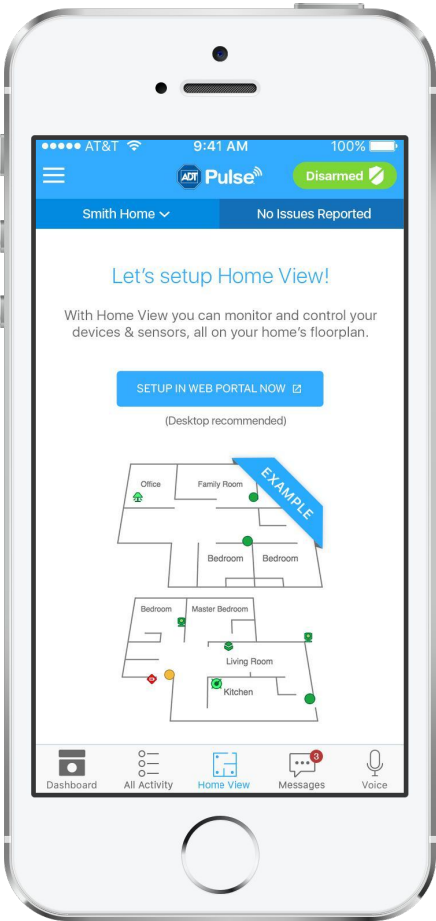 AT&T
9:41 AM
100%
ADT Pulse
Disarmed
Smith Home
No Issues Reported
Let's setup Home View!
With Home View you can monitor and control your
devices & sensors, all on your home's floorplan.
SETUP IN WEB PORTAL NOW
(Desktop recommended)
EXAMPLE
Office
Family Room
Bedroom
Bedroom
Bedroom
Master Bedroom
Living Room
Kitchen
3
Dashboard
All Activity
Home View
Messages
Voice